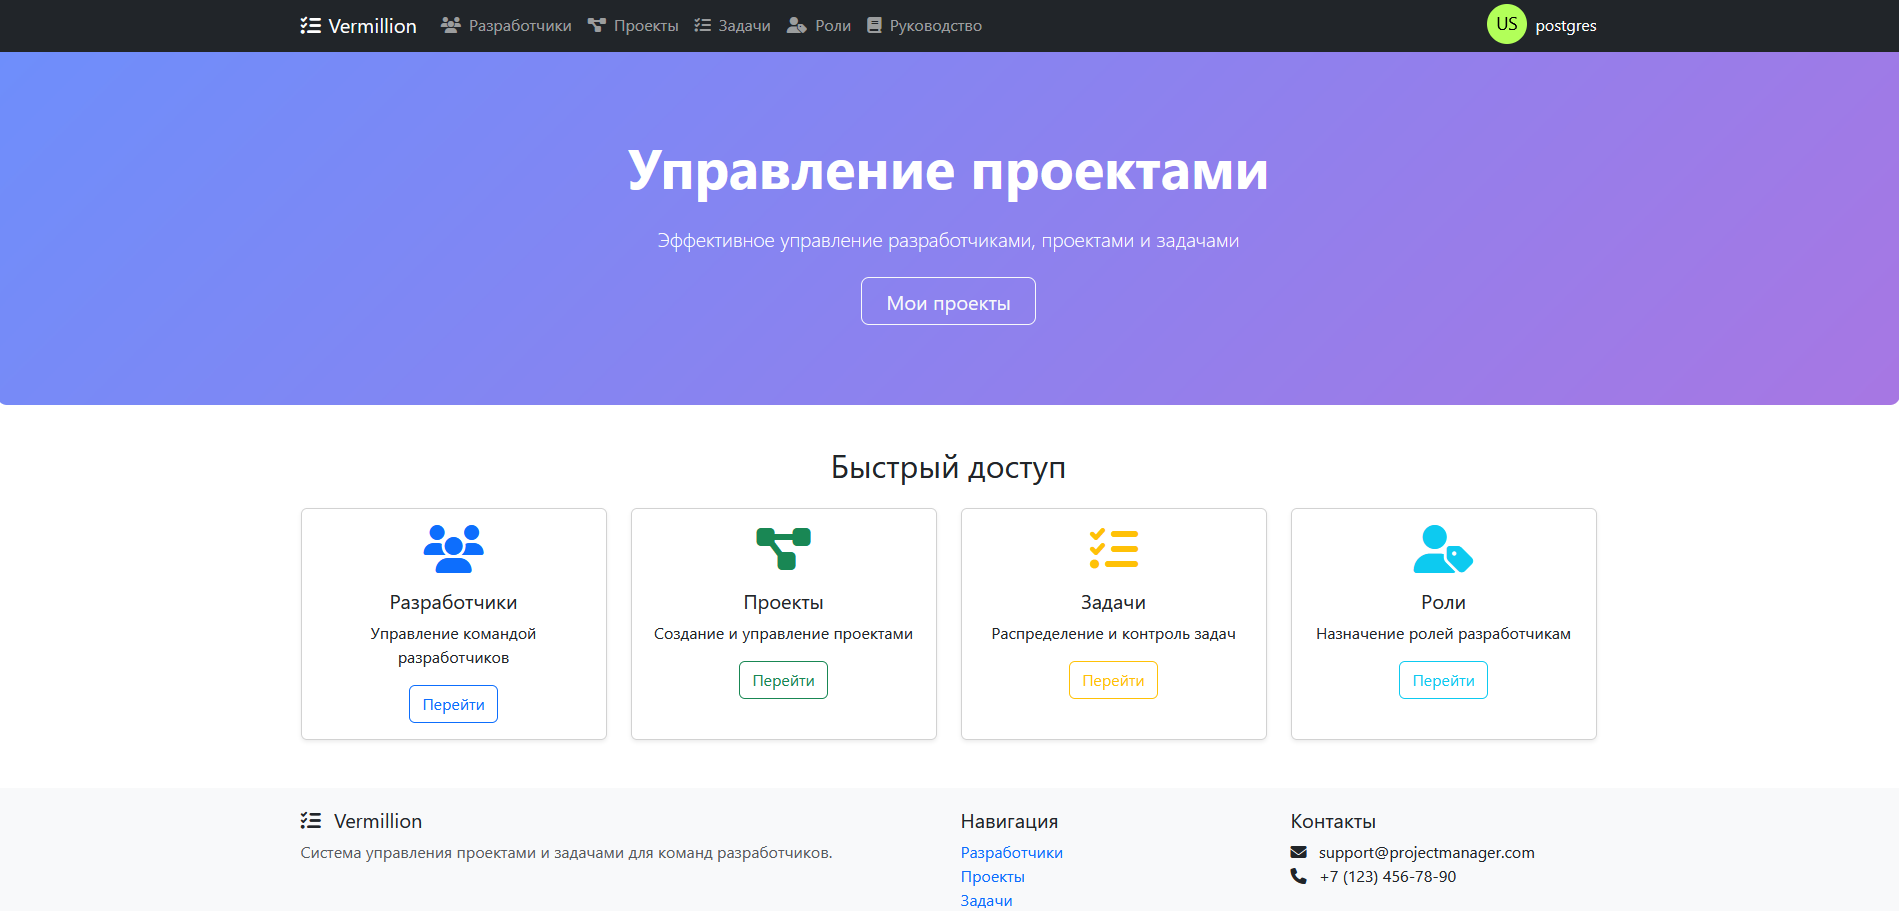 Vermillion Разработчики Проекты Задачи Роли Руководство US postgres
Управление проектами
Эффективное управление разработчиками, проектами и задачами
Мои проекты
Быстрый доступ
Разработчики
Управление командой
разработчиков
Перейти
Проекты
Создание и управление проектами
Перейти
Задачи
Распределение и контроль задач
Перейти
Роли
Назначение ролей разработчикам
Перейти
Vermillion
Система управления проектами и задачами для команд разработчиков.
Навигация
Разработчики
Проекты
Задачи
Контакты
support@projectmanager.com
+7 (123) 456-78-90